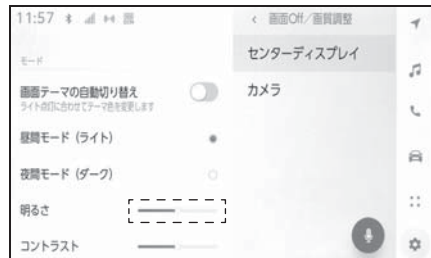 11:57
モード
画面テーマの自動切り替え
ライト点灯に合わせてテーマ色を変更します
昼間モード（ライト）
夜間モード（ダーク）
明るさ
コントラスト
< 画面Off／画質調整
センターディスプレイ
カメラ